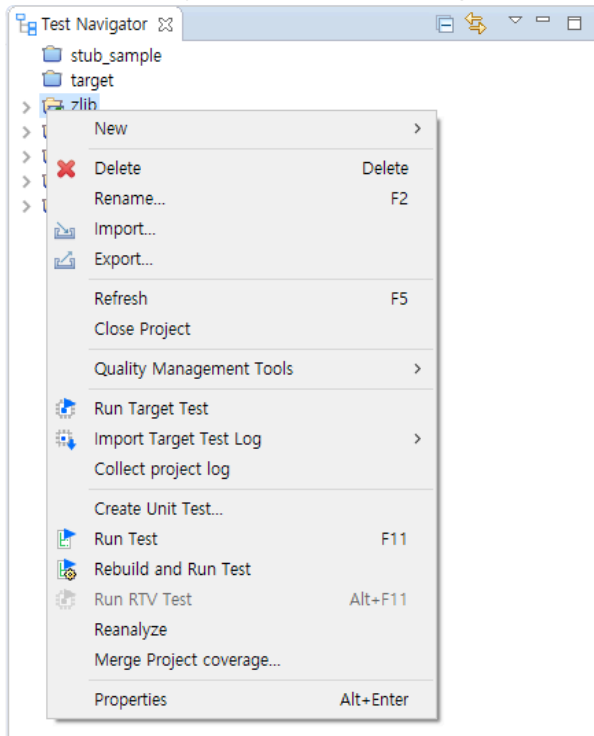 Test Navigator
stub_sample
target
zlib
New
Delete Delete
Rename... F2
Import...
Export...
Refresh F5
Close Project
Quality Management Tools
Run Target Test
Import Target Test Log
Collect project log
Create Unit Test...
Run Test F11
Rebuild and Run Test
Run RTV Test Alt+F11
Reanalyze
Merge Project coverage...
Properties Alt+Enter